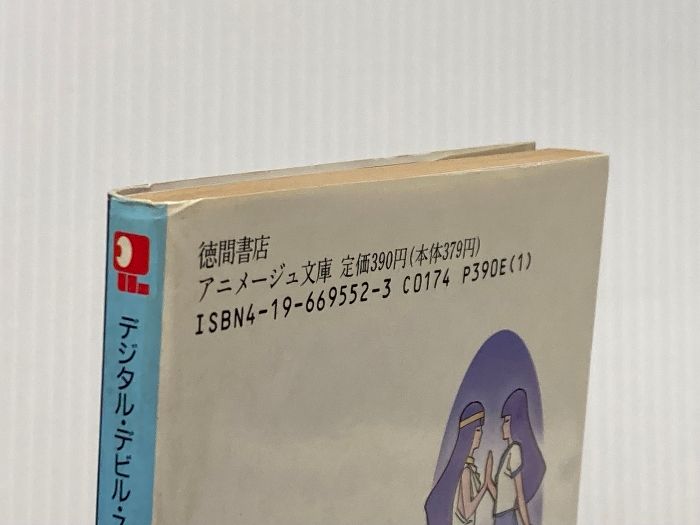 徳間書店
アニメージュ文庫 定価390円(本体379円)
ISBN4-19-669552-3 C0174 P390E(1)
デジタル・デビル・ス